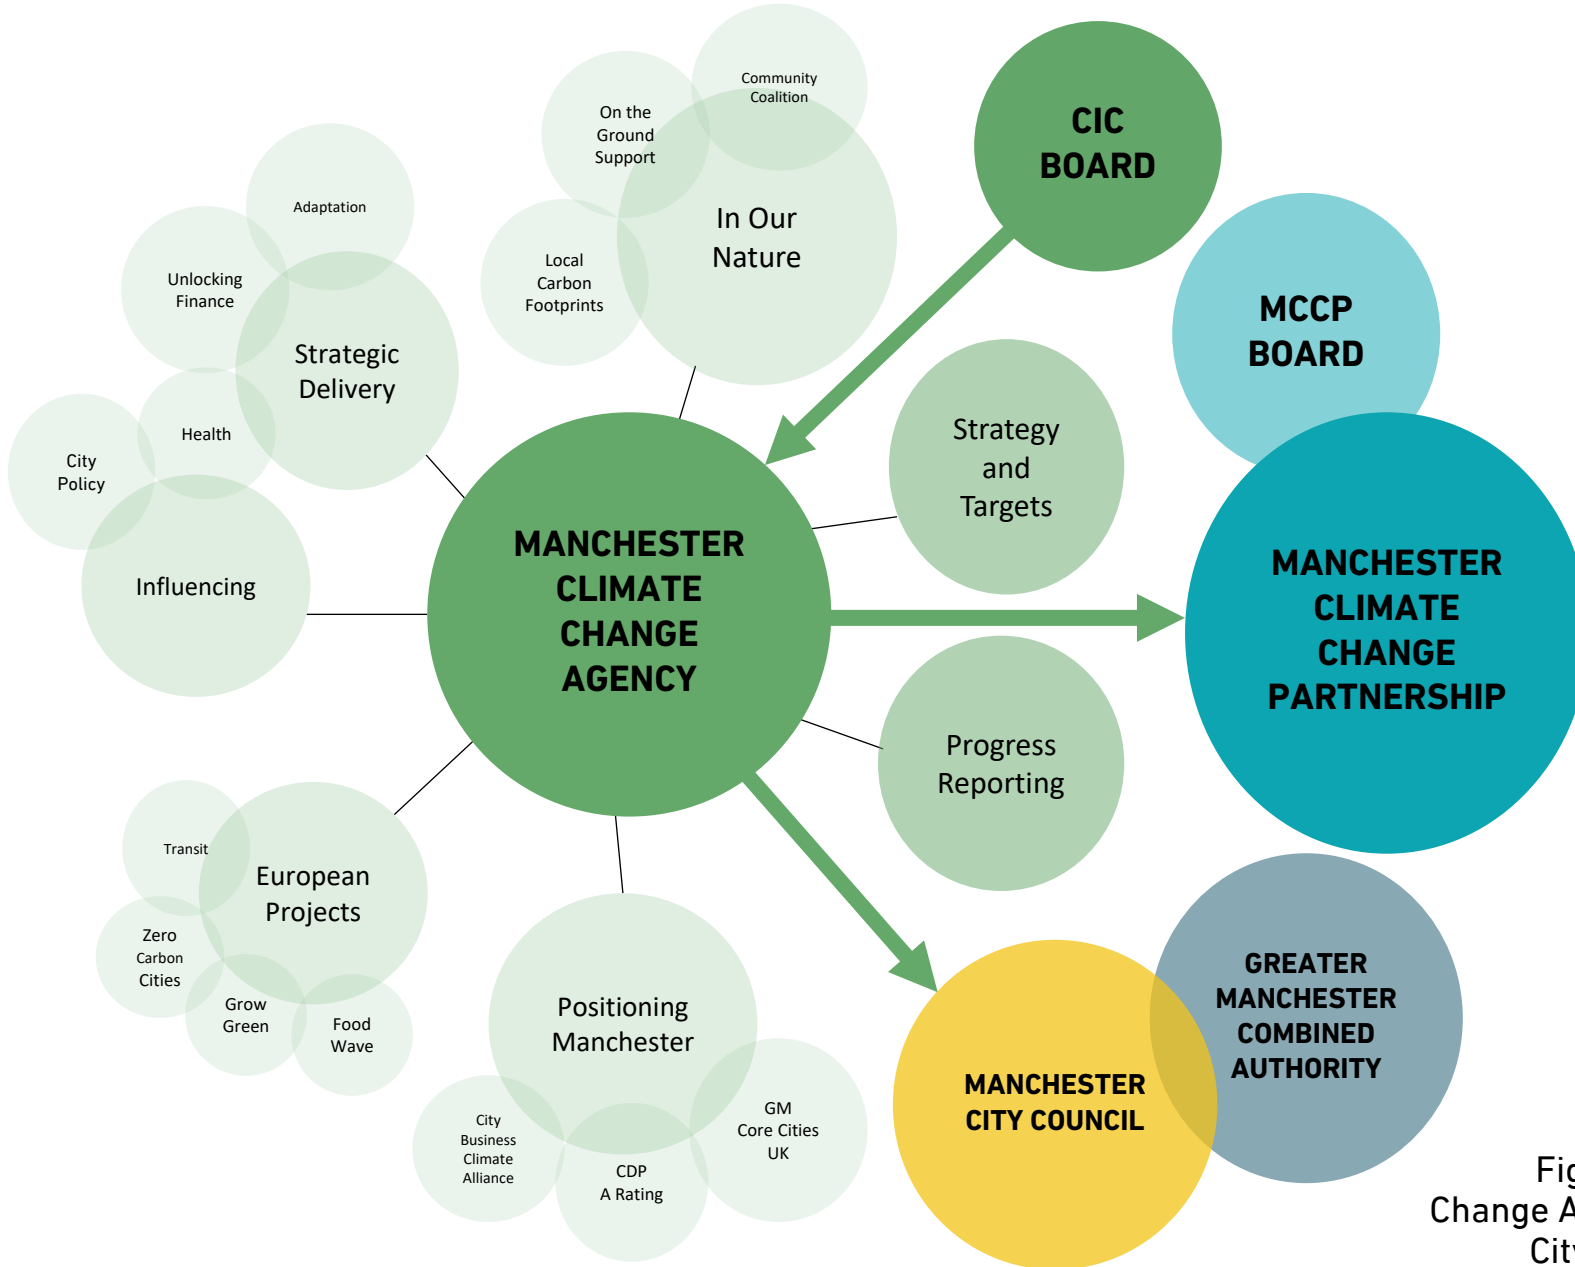 Community
Coalition
On the
Ground
Support
In Our
Nature
Local
Carbon
Footprints
CIC
BOARD
Adaptation
Unlocking
Finance
Strategic
Delivery
Health
City
Policy
Influencing
MCCP
BOARD
Strategy
and
Targets
MANCHESTER
CLIMATE
CHANGE
AGENCY
MANCHESTER
CLIMATE
CHANGE
PARTNERSHIP
Progress
Reporting
Transit
European
Projects
Zero
Carbon
Cities
Grow
Green
Food
Wave
Positioning
Manchester
City
Business
Climate
Alliance
CDP
A Rating
GM
Core Cities
UK
MANCHESTER
CITY COUNCIL
GREATER
MANCHESTER
COMBINED
AUTHORITY
Fig
Change A
City